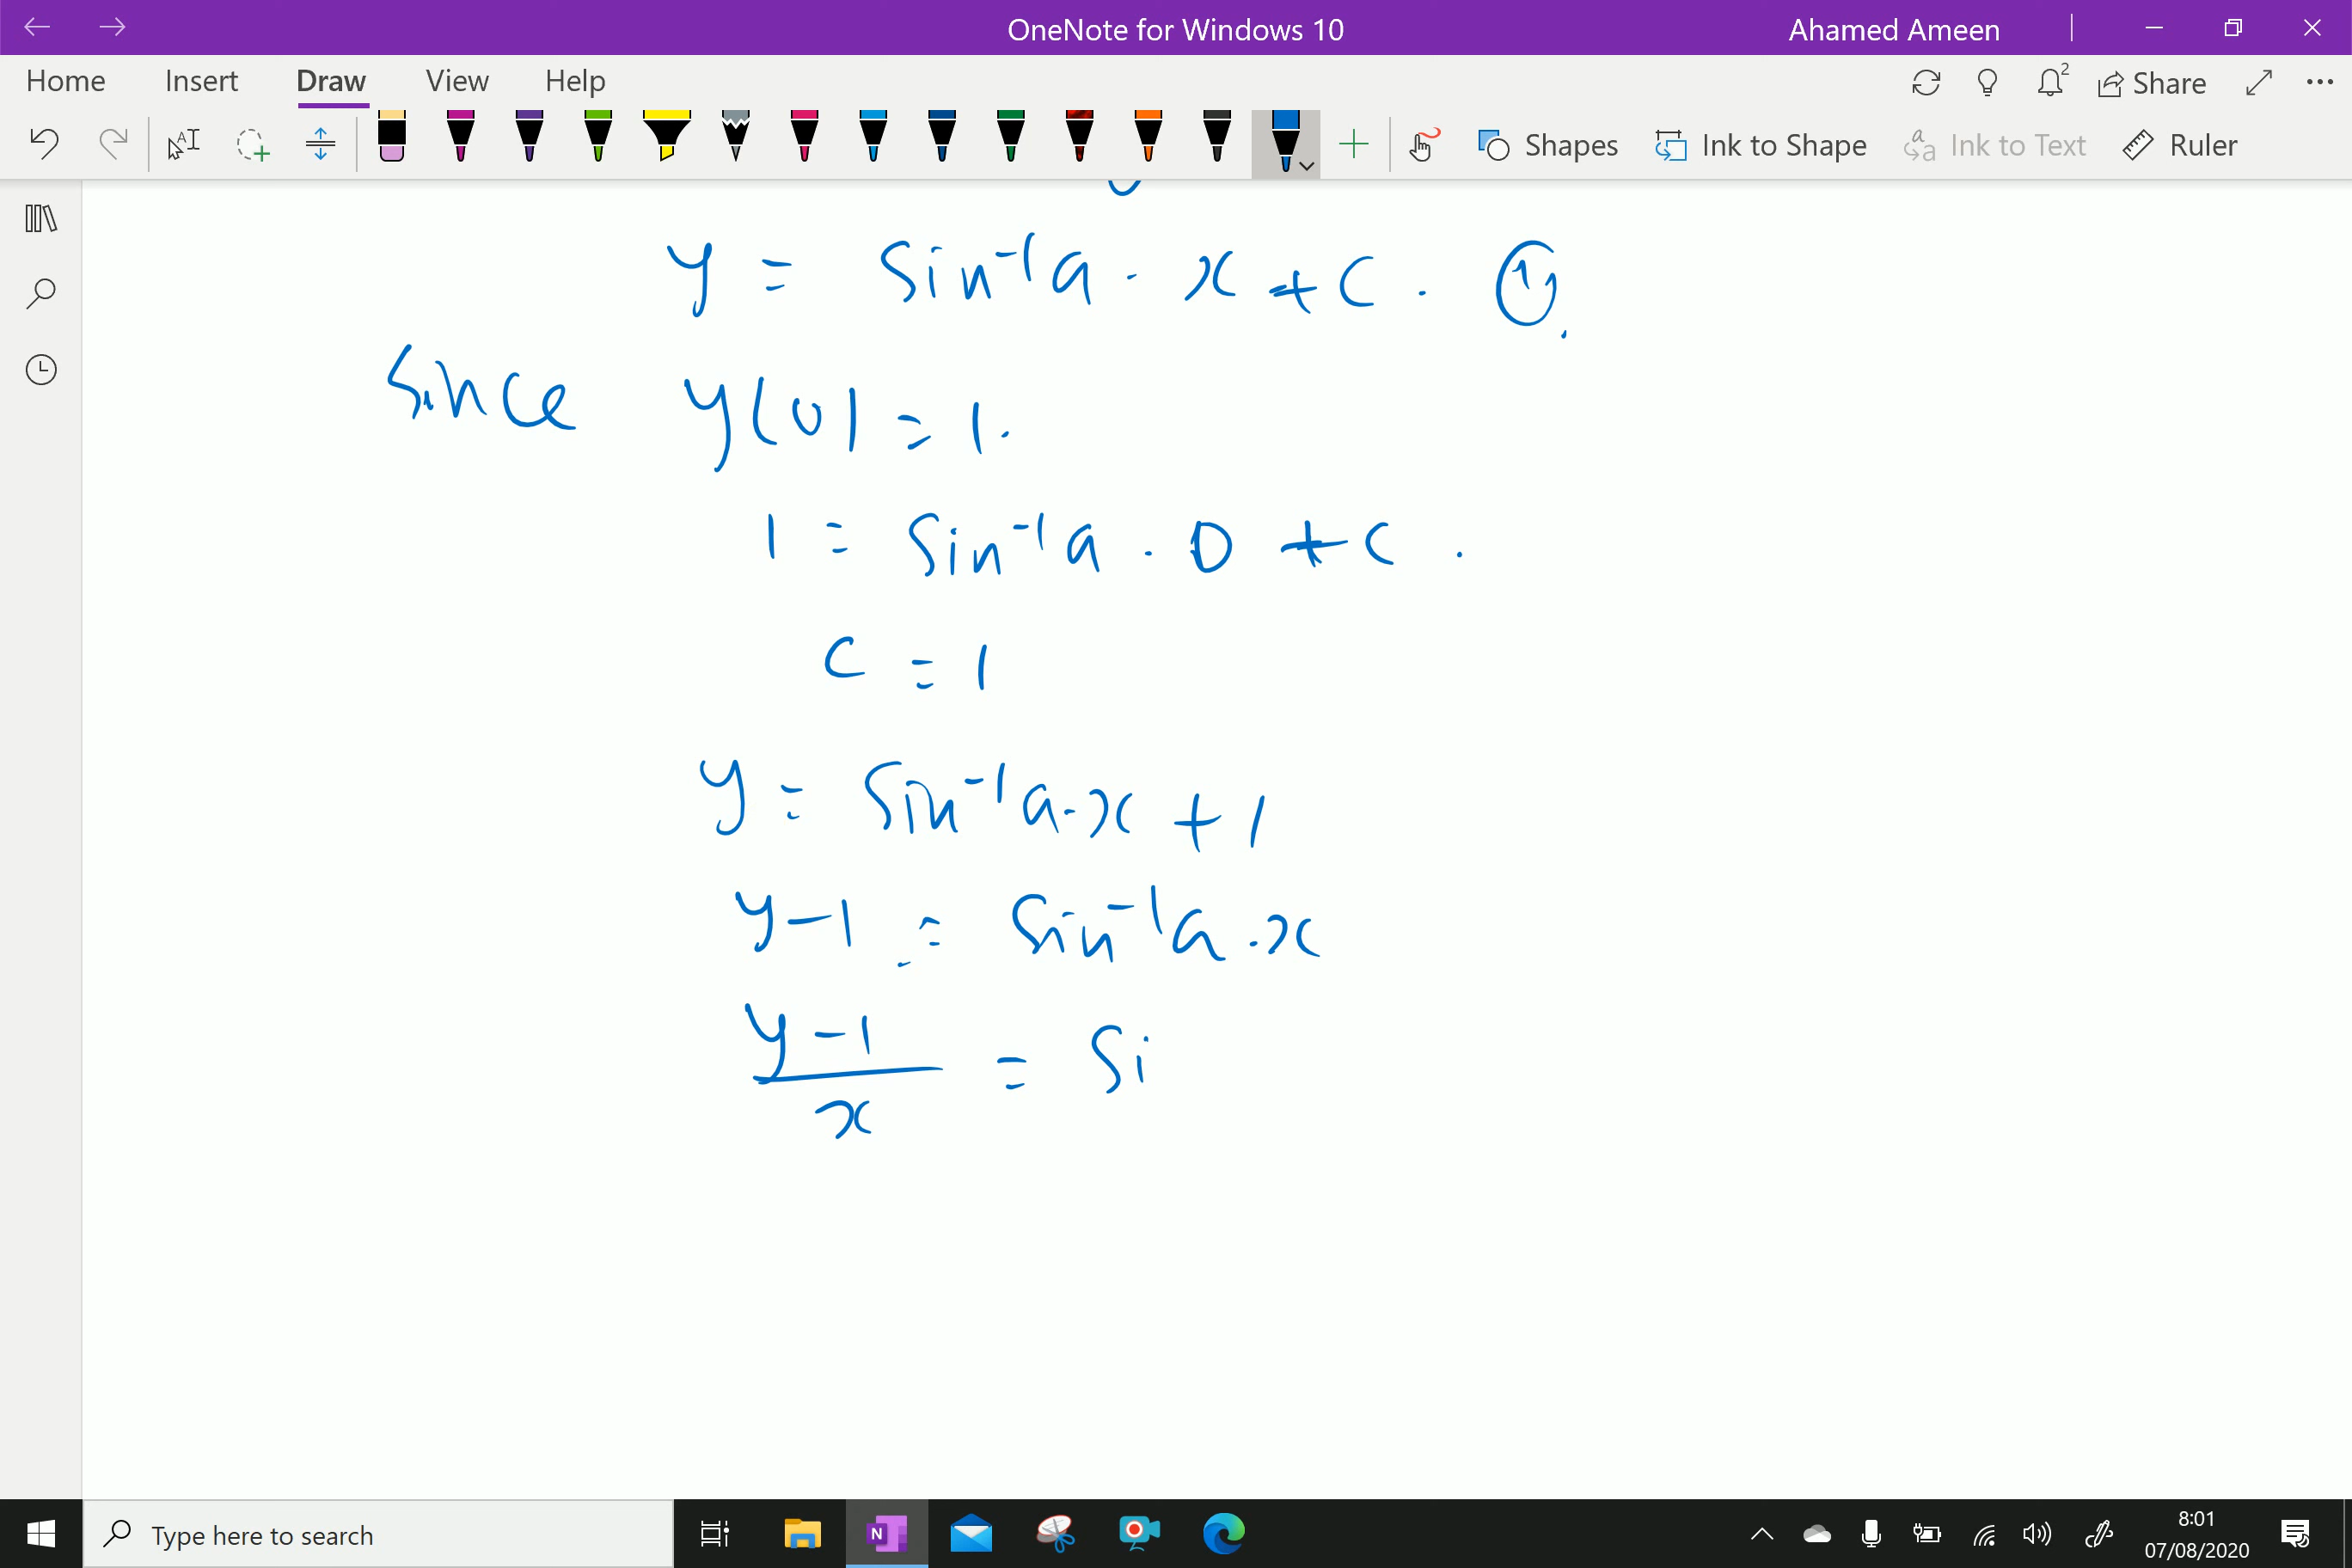 OneNote for Windows 10 Ahamed Ameen
Home Insert Draw View Help 2 Share
Shapes Ink to Shape Ink to Text Ruler
y = sin⁻¹a · x + c . ①.
Since y(0) = 1.
1 = sin⁻¹a . 0 + c .
c = 1
y = sin⁻¹a.x + 1
y-1 = sin⁻¹a .x
y-1
x
= Si
Type here to search
8:01
07/08/2020